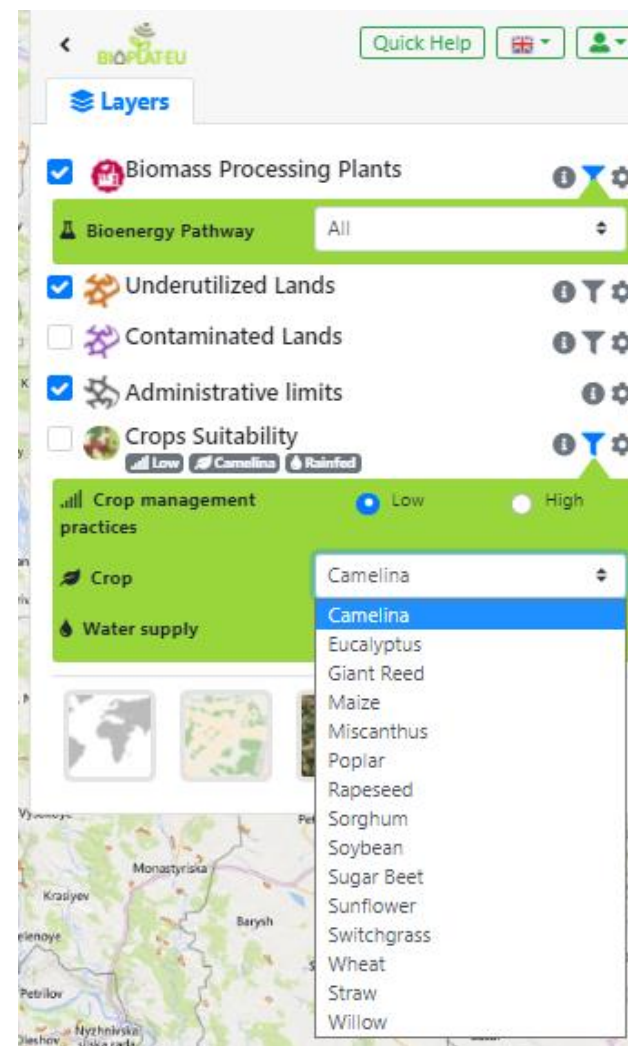 BIOPLATEU
Quick Help
Layers
Biomass Processing Plants
Bioenergy Pathway All
Underutilized Lands
Contaminated Lands
Administrative limits
Crops Suitability
Low Camelina Rainfed
Crop management Low High
practices
Crop Camelina
Water supply
Camelina
Eucalyptus
Giant Reed
Maize
Miscanthus
Poplar
Rapeseed
Sorghum
Soybean
Sugar Beet
Sunflower
Switchgrass
Wheat
Straw
Willow
Monastyriska
Krasiyev
Barysh
Petrilov
Nyzhnivska